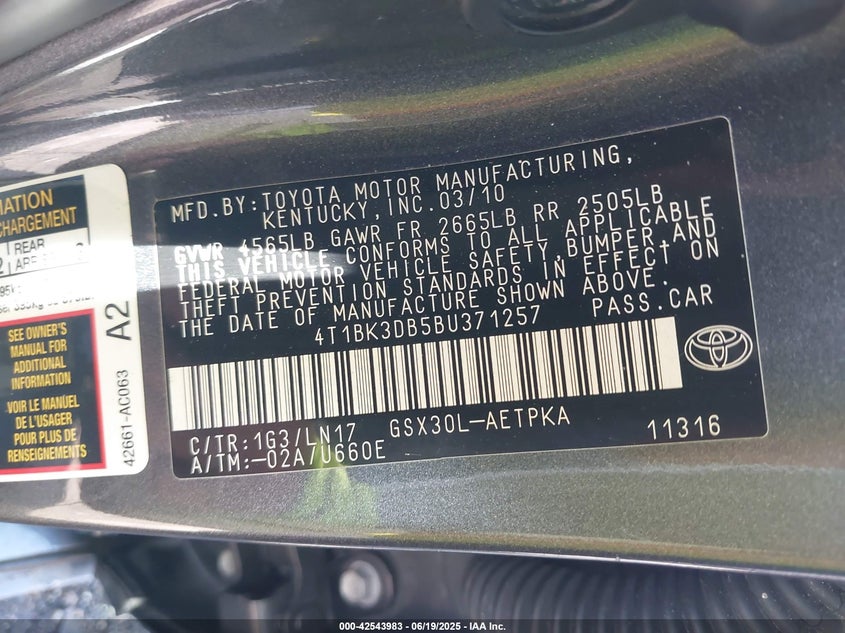 MFD. BY: TOYOTA MOTOR MANUFACTURING,
KENTUCKY, INC. 03/10
GVWR 4565LB GAWR FR 2665LB RR 2505LB
THIS VEHICLE CONFORMS TO ALL APPLICABLE
FEDERAL MOTOR VEHICLE SAFETY, BUMPER, AND
THEFT PREVENTION STANDARDS IN EFFECT ON
THE DATE OF MANUFACTURE SHOWN ABOVE.
4T1BK3DB5BU371257 PASS.CAR
C/TR: 1G3/LN17 GSX30L-AETPKA
A/TM:-02A7U660E 11316
REAR
SEE OWNER'S
MANUAL FOR
ADDITIONAL
INFORMATION
VOIR LE MANUEL
DE L'USAGER
POUR PLUS DE
RENSEIGNEMENTS
A2
42661-AC063
000-42543983 - 06/19/2025 - IAA Inc.